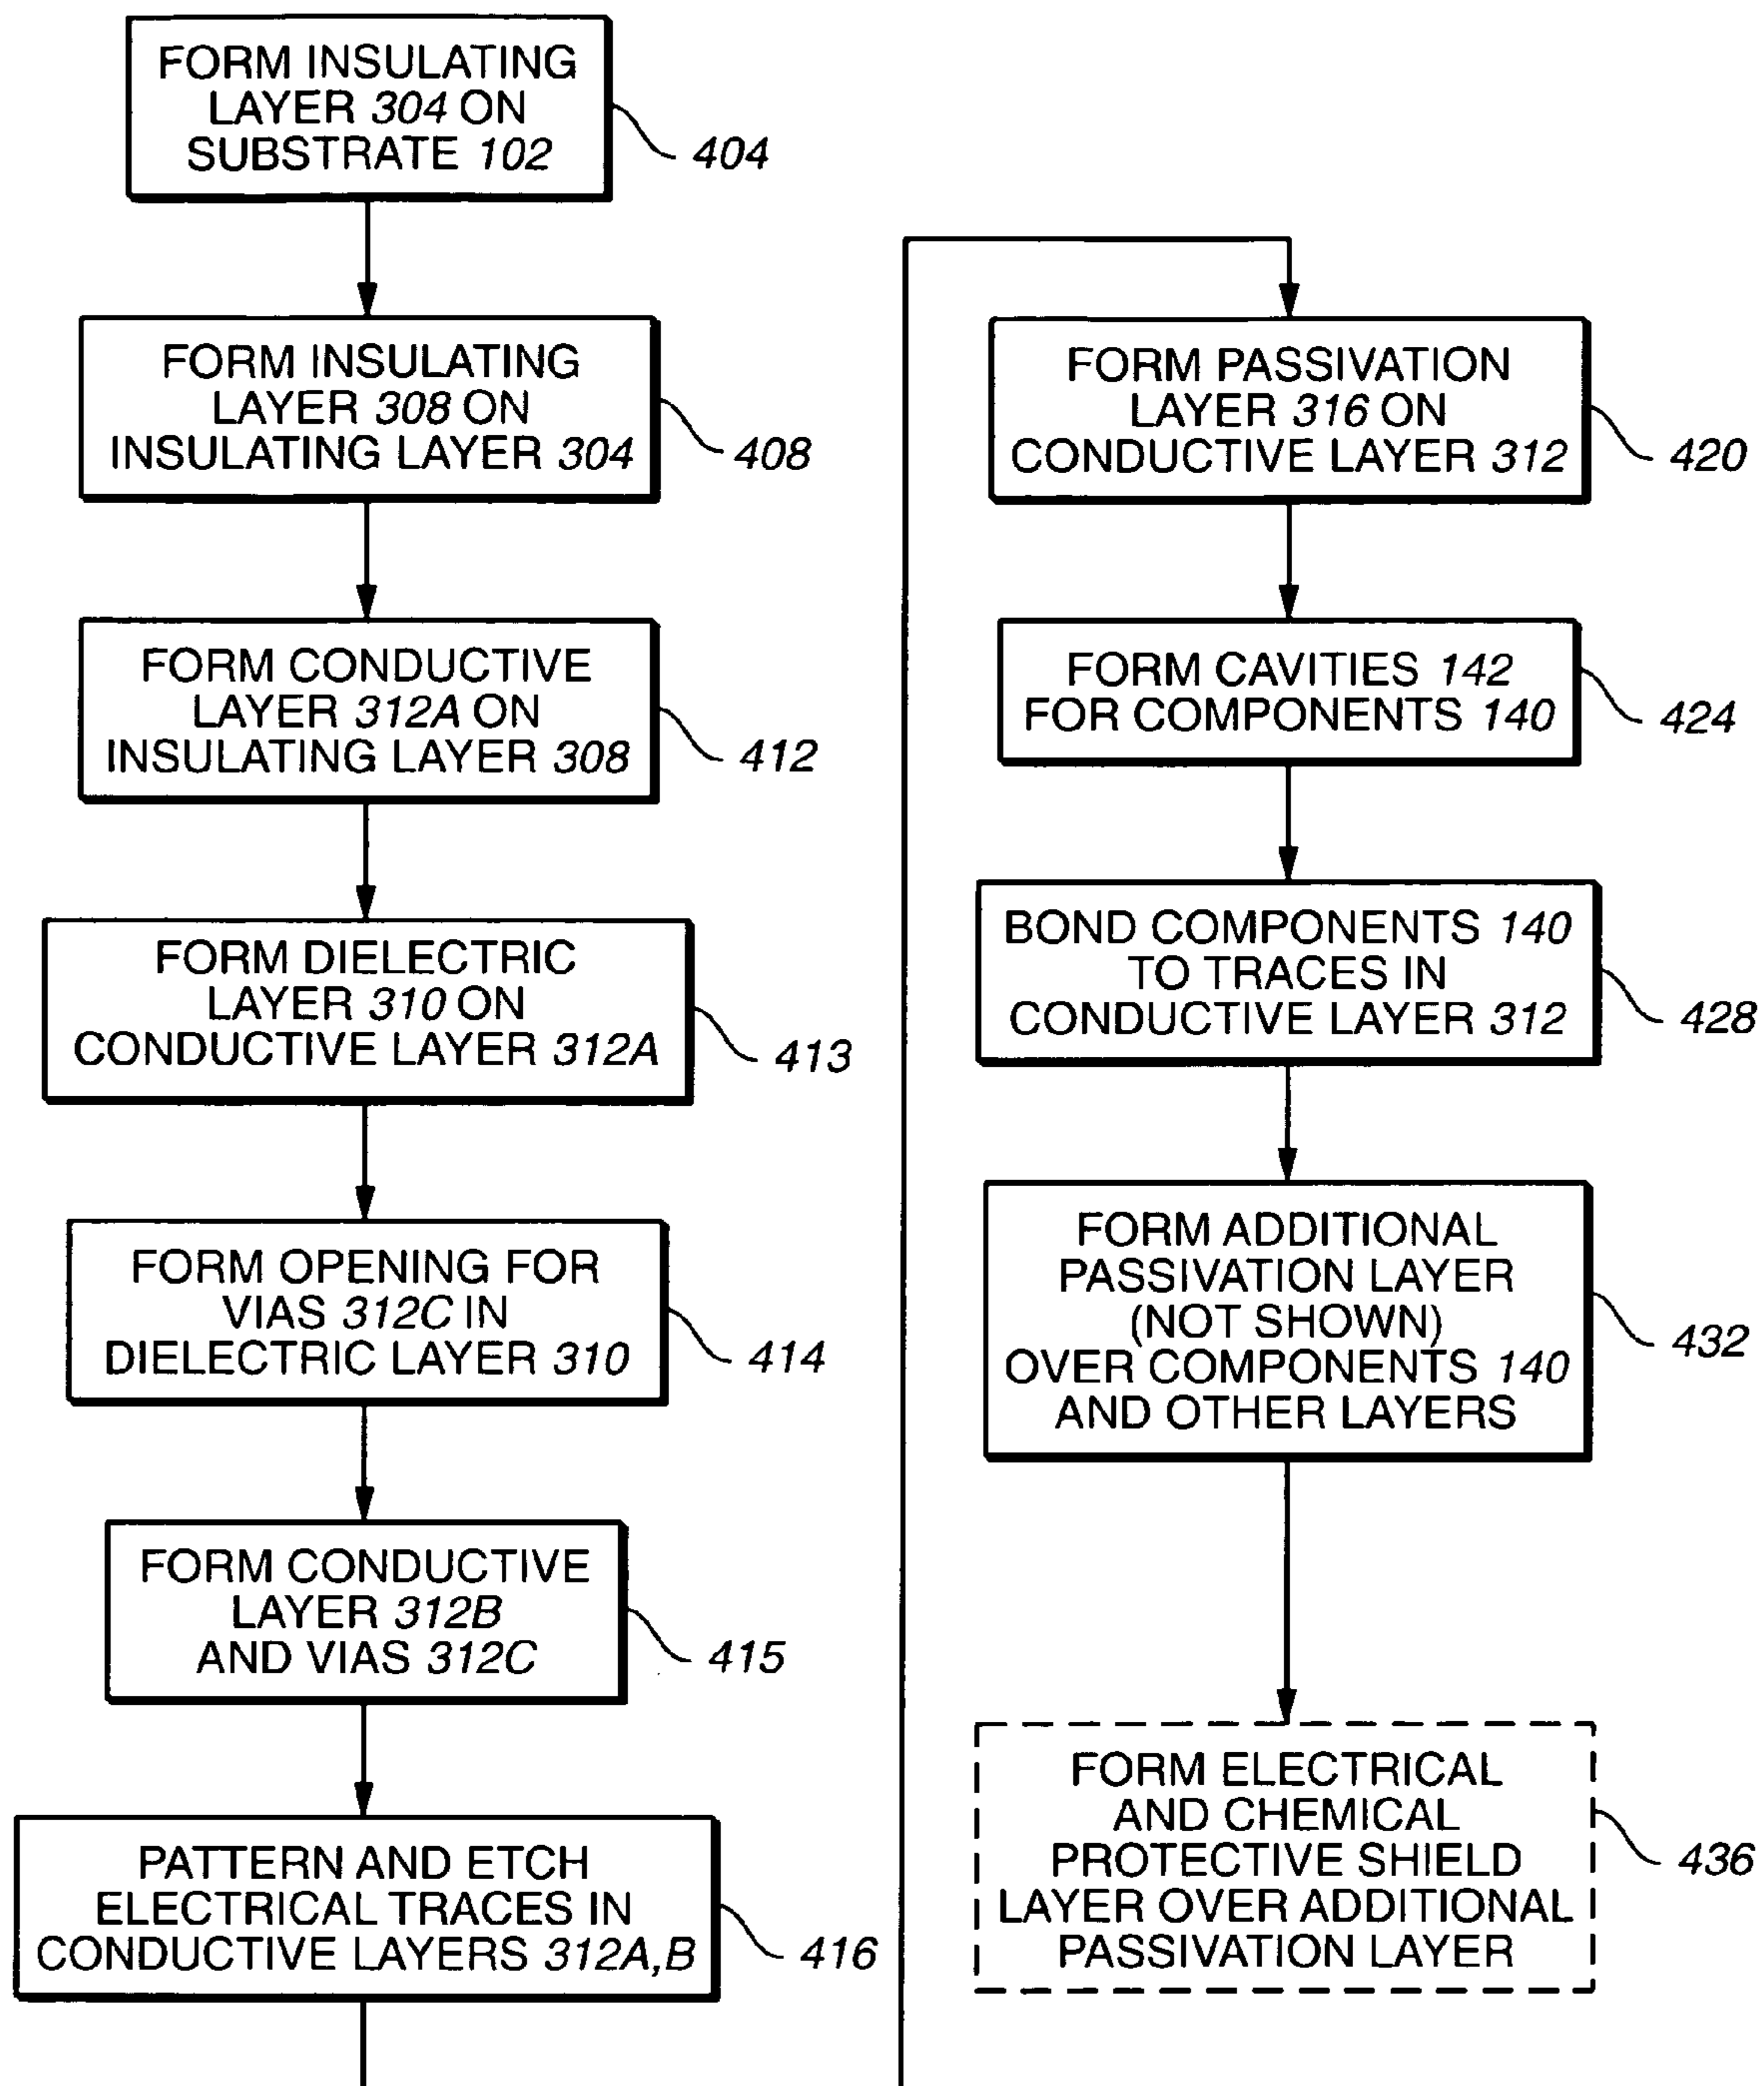 FORM INSULATING
LAYER 304 ON
SUBSTRATE 102
404
FORM INSULATING
LAYER 308 ON
INSULATING LAYER 304
408
FORM CONDUCTIVE
LAYER 312A ON
INSULATING LAYER 308
412
FORM DIELECTRIC
LAYER 310 ON
CONDUCTIVE LAYER 312A
413
FORM OPENING FOR
VIAS 312C IN
DIELECTRIC LAYER 310
414
FORM CONDUCTIVE
LAYER 312B
AND VIAS 312C
415
PATTERN AND ETCH
ELECTRICAL TRACES IN
CONDUCTIVE LAYERS 312A,B
416
FORM PASSIVATION
LAYER 316 ON
CONDUCTIVE LAYER 312
420
FORM CAVITIES 142
FOR COMPONENTS 140
424
BOND COMPONENTS 140
TO TRACES IN
CONDUCTIVE LAYER 312
428
FORM ADDITIONAL
PASSIVATION LAYER
(NOT SHOWN)
OVER COMPONENTS 140
AND OTHER LAYERS
432
FORM ELECTRICAL
AND CHEMICAL
PROTECTIVE SHIELD
LAYER OVER ADDITIONAL
PASSIVATION LAYER
436